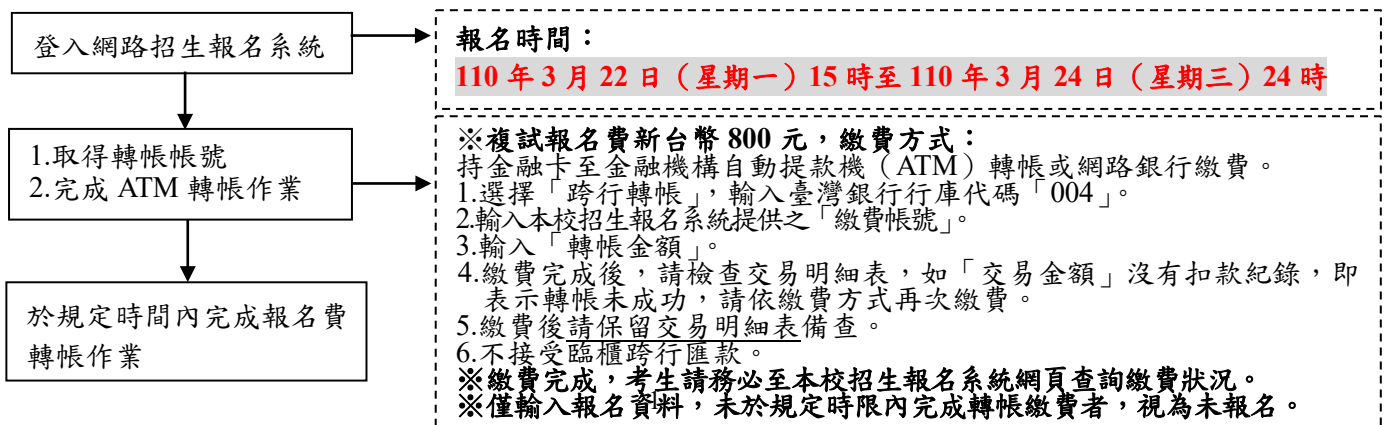 登入網路招生報名系統
報名時間：
110 年 3 月 22 日（星期一）15 時至 110 年 3 月 24 日（星期三）24 時
1.取得轉帳帳號
2.完成 ATM 轉帳作業
※複試報名費新台幣 800 元，繳費方式：
持金融卡至金融機構自動提款機（ATM）轉帳或網路銀行繳費。
1.選擇「跨行轉帳」，輸入臺灣銀行行庫代碼「004」。
2.輸入本校招生報名系統提供之「繳費帳號」。
3.輸入「轉帳金額」。
4.繳費完成後，請檢查交易明細表，如「交易金額」沒有扣款紀錄，即
表示轉帳未成功，請依繳費方式再次繳費。
5.繳費後請保留交易明細表備查。
6.不接受臨櫃跨行匯款。
※繳費完成，考生請務必至本校招生報名系統網頁查詢繳費狀況。
※僅輸入報名資料，未於規定時限內完成轉帳繳費者，視為未報名。
於規定時間內完成報名費
轉帳作業